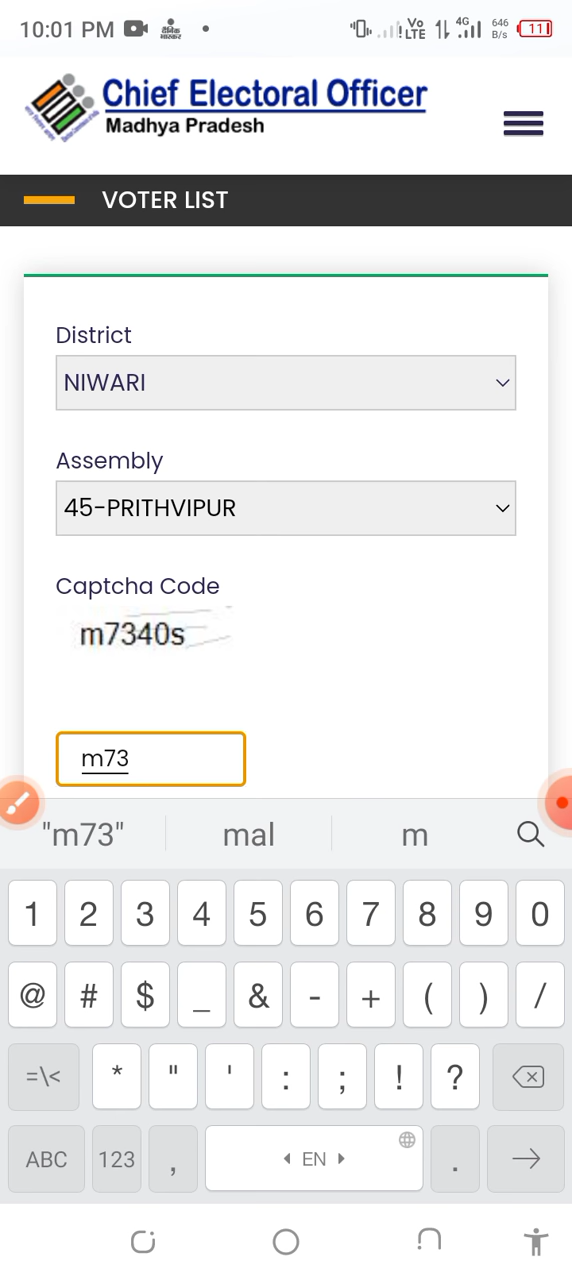 10:01 PM दैनिक भास्कर Vo LTE 4G 646 B/s 11
Chief Electoral Officer
Madhya Pradesh
VOTER LIST
District
NIWARI
Assembly
45-PRITHVIPUR
Captcha Code
m7340s
m73
"m73" mal m
1 2 3 4 5 6 7 8 9 0
@ # $ _ & - + ( ) /
=\< * " ' : ; ! ?
ABC 123 , EN .